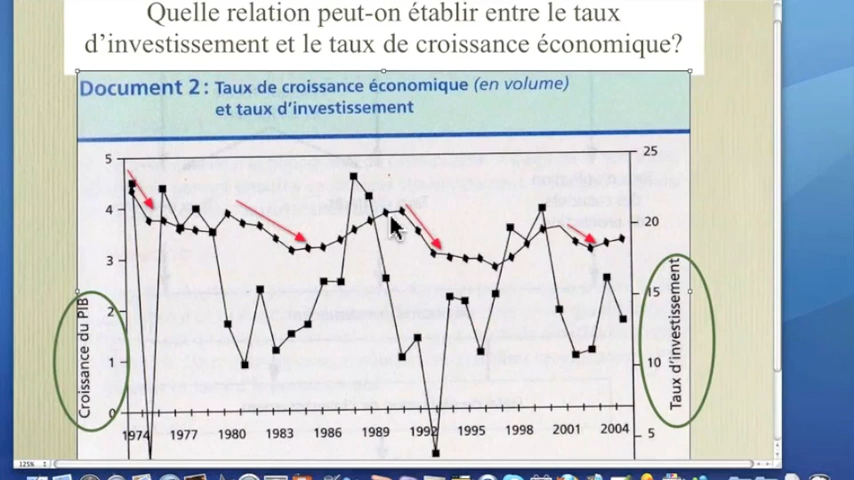 Quelle relation peut-on établir entre le taux
d'investissement et le taux de croissance économique?
Document 2: Taux de croissance économique (en volume)
et taux d'investissement
5
4
3
2
1
0
Croissance du PIB
25
20
15
10
5
Taux d'investissement
1974 1977 1980 1983 1986 1989 1992 1995 1998 2001 2004
125%